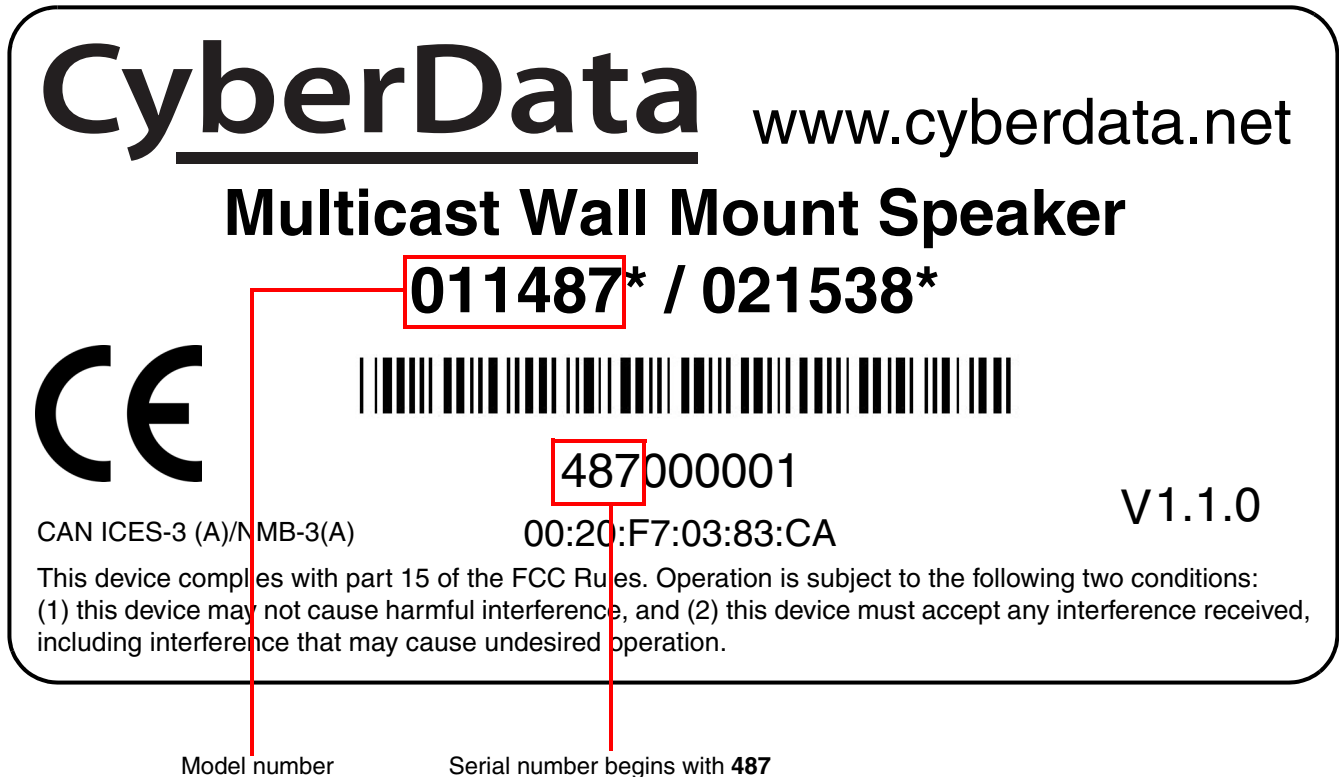 CyberData www.cyberdata.net
Multicast Wall Mount Speaker
011487* / 021538*
CE
487000001
V1.1.0
CAN ICES-3 (A)/NMB-3(A) 00:20:F7:03:83:CA
This device complies with part 15 of the FCC Rules. Operation is subject to the following two conditions:
(1) this device may not cause harmful interference, and (2) this device must accept any interference received,
including interference that may cause undesired operation.
Model number Serial number begins with 487